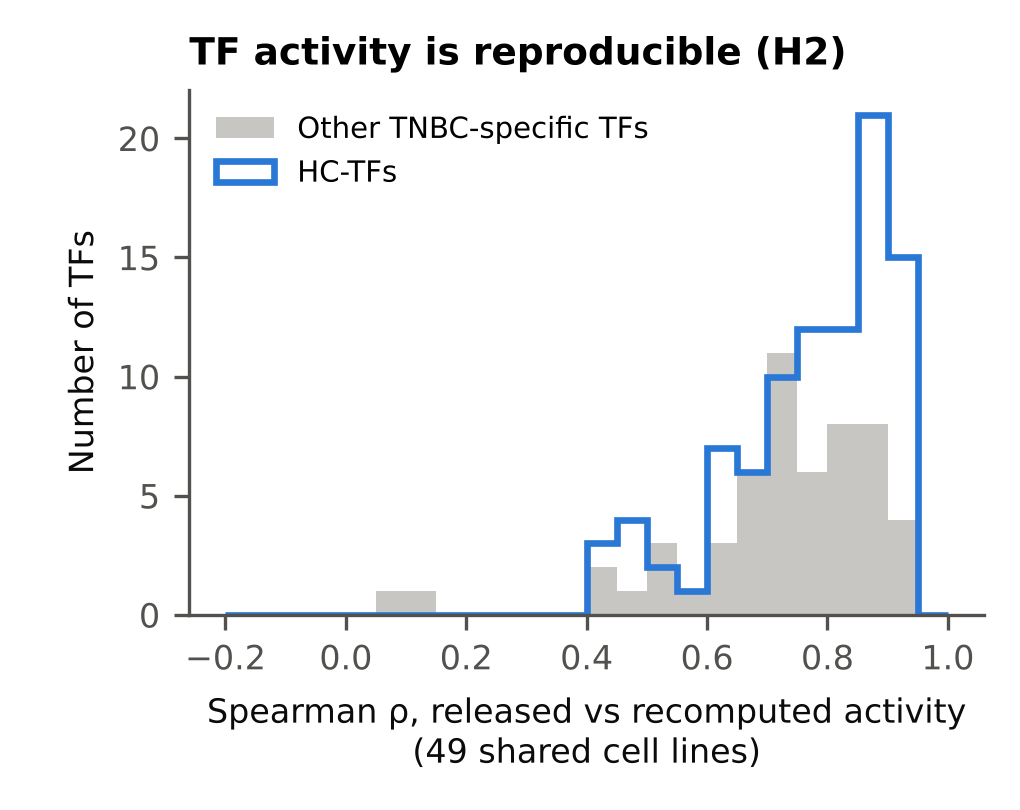 TF activity is reproducible (H2)
Other TNBC-specific TFs
HC-TFs
Number of TFs
20
15
10
5
0
−0.2 0.0 0.2 0.4 0.6 0.8 1.0
Spearman ρ, released vs recomputed activity
(49 shared cell lines)